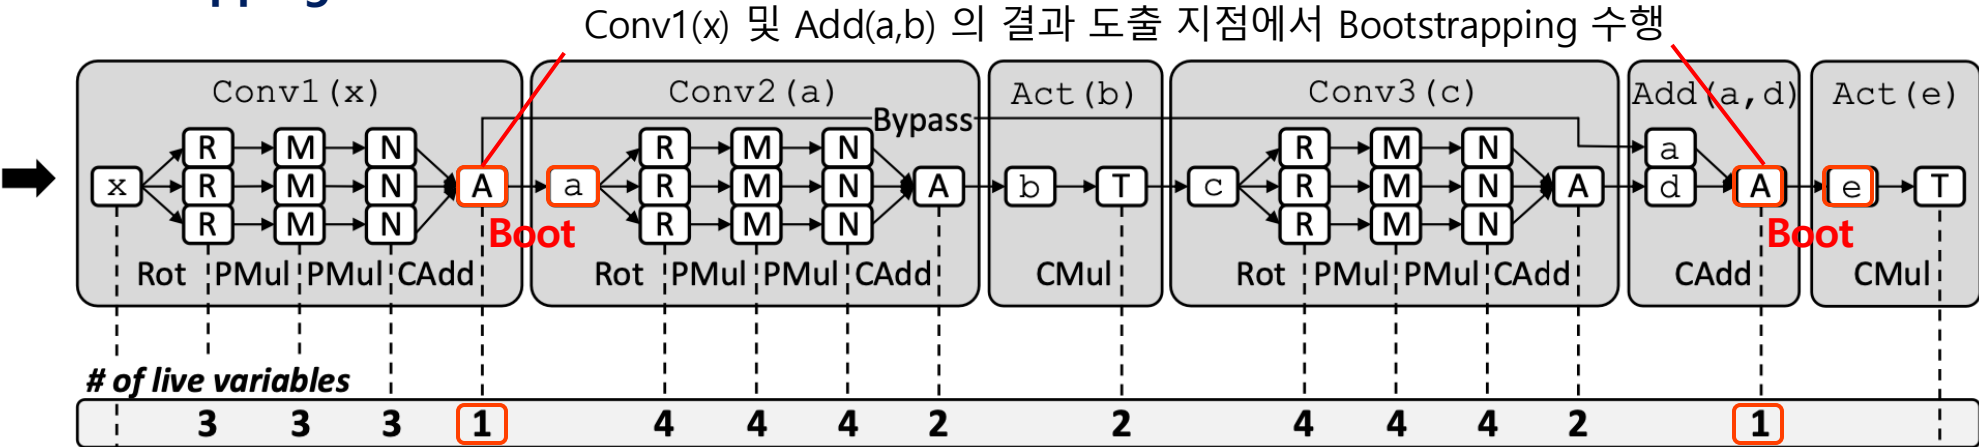 Conv1(x) 및 Add(a,b) 의 결과 도출 지점에서 Bootstrapping 수행
Conv1(x) Conv2(a) Act(b) Conv3(c) Add(a,d) Act(e)
Bypass
R M N R M N R M N a
x R M N A a R M N A b T c R M N A d A e T
R M N R M N R M N
Boot Boot
Rot PMul PMul CAdd Rot PMul PMul CAdd CMul Rot PMul PMul CAdd CAdd CMul
# of live variables
3 3 3 1 4 4 4 2 2 4 4 4 2 1